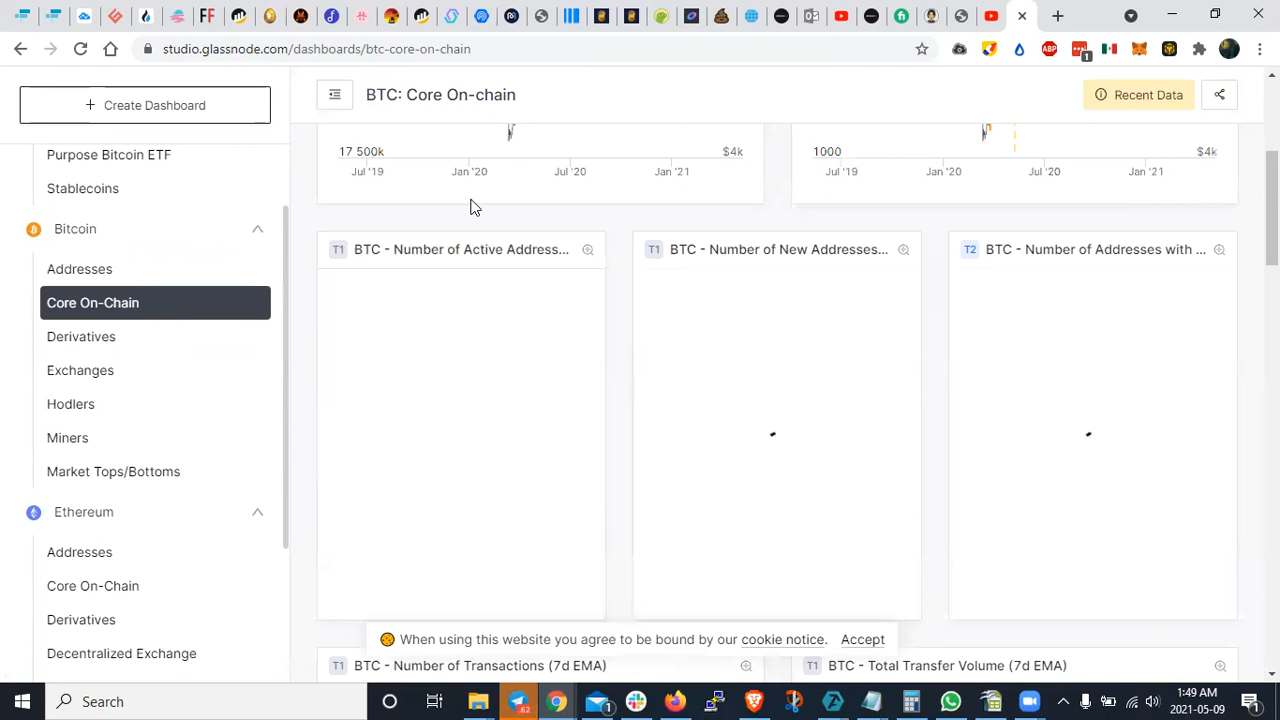 studio.glassnode.com/dashboards/btc-core-on-chain
ABP
1
+ Create Dashboard
BTC: Core On-chain
Recent Data
Purpose Bitcoin ETF
Stablecoins
Bitcoin
Addresses
Core On-Chain
Derivatives
Exchanges
Hodlers
Miners
Market Tops/Bottoms
Ethereum
Addresses
Core On-Chain
Derivatives
Decentralized Exchange
17 500k
$4k
Jul '19 Jan '20 Jul '20 Jan '21
1000
$4k
Jul '19 Jan '20 Jul '20 Jan '21
T1 BTC - Number of Active Address...
T1 BTC - Number of New Addresses...
T2 BTC - Number of Addresses with ...
When using this website you agree to be bound by our cookie notice. Accept
T1 BTC - Number of Transactions (7d EMA)
T1 BTC - Total Transfer Volume (7d EMA)
Search
62
1
1:49 AM
2021-05-09
1